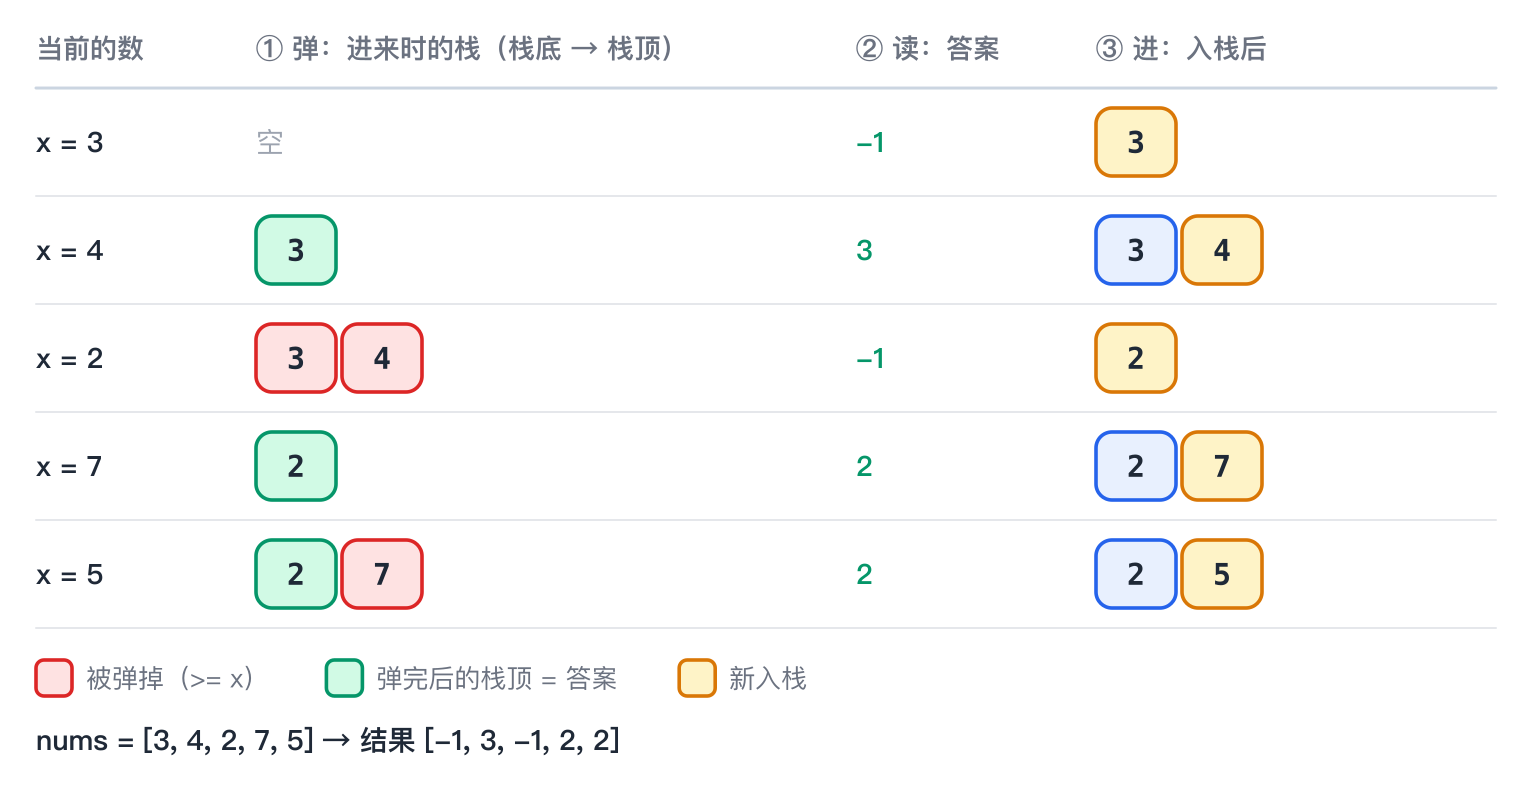 当前的数 ① 弹：进来时的栈（栈底 → 栈顶） ② 读：答案 ③ 进：入栈后
x = 3 空 −1 3
x = 4 3 3 3 4
x = 2 3 4 −1 2
x = 7 2 2 2 7
x = 5 2 7 2 2 5
被弹掉（>= x） 弹完后的栈顶 = 答案 新入栈
nums = [3, 4, 2, 7, 5] → 结果 [−1, 3, −1, 2, 2]